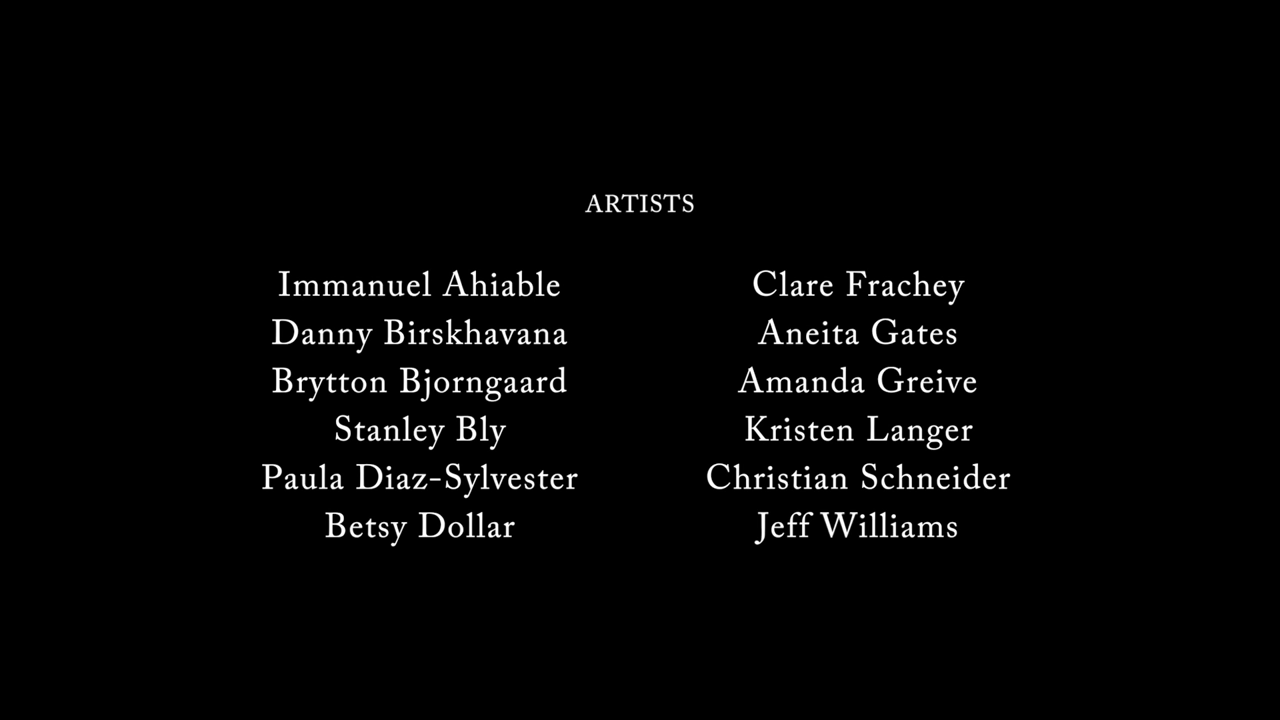 ARTISTS
Immanuel Ahiable
Danny Birskhavana
Brytton Bjorngaard
Stanley Bly
Paula Diaz-Sylvester
Betsy Dollar
Clare Frachey
Aneita Gates
Amanda Greive
Kristen Langer
Christian Schneider
Jeff Williams